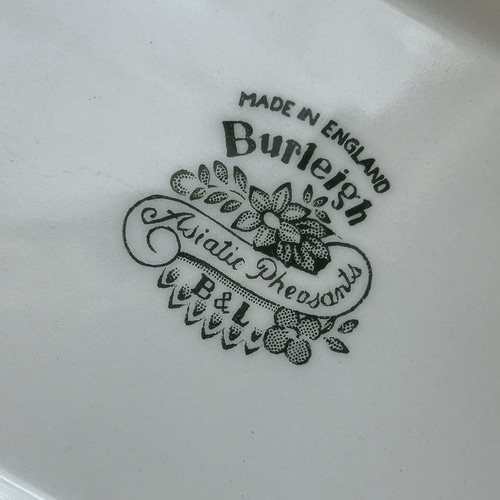 MADE IN ENGLAND
Burleigh
Asiatic Pheasants
B & L